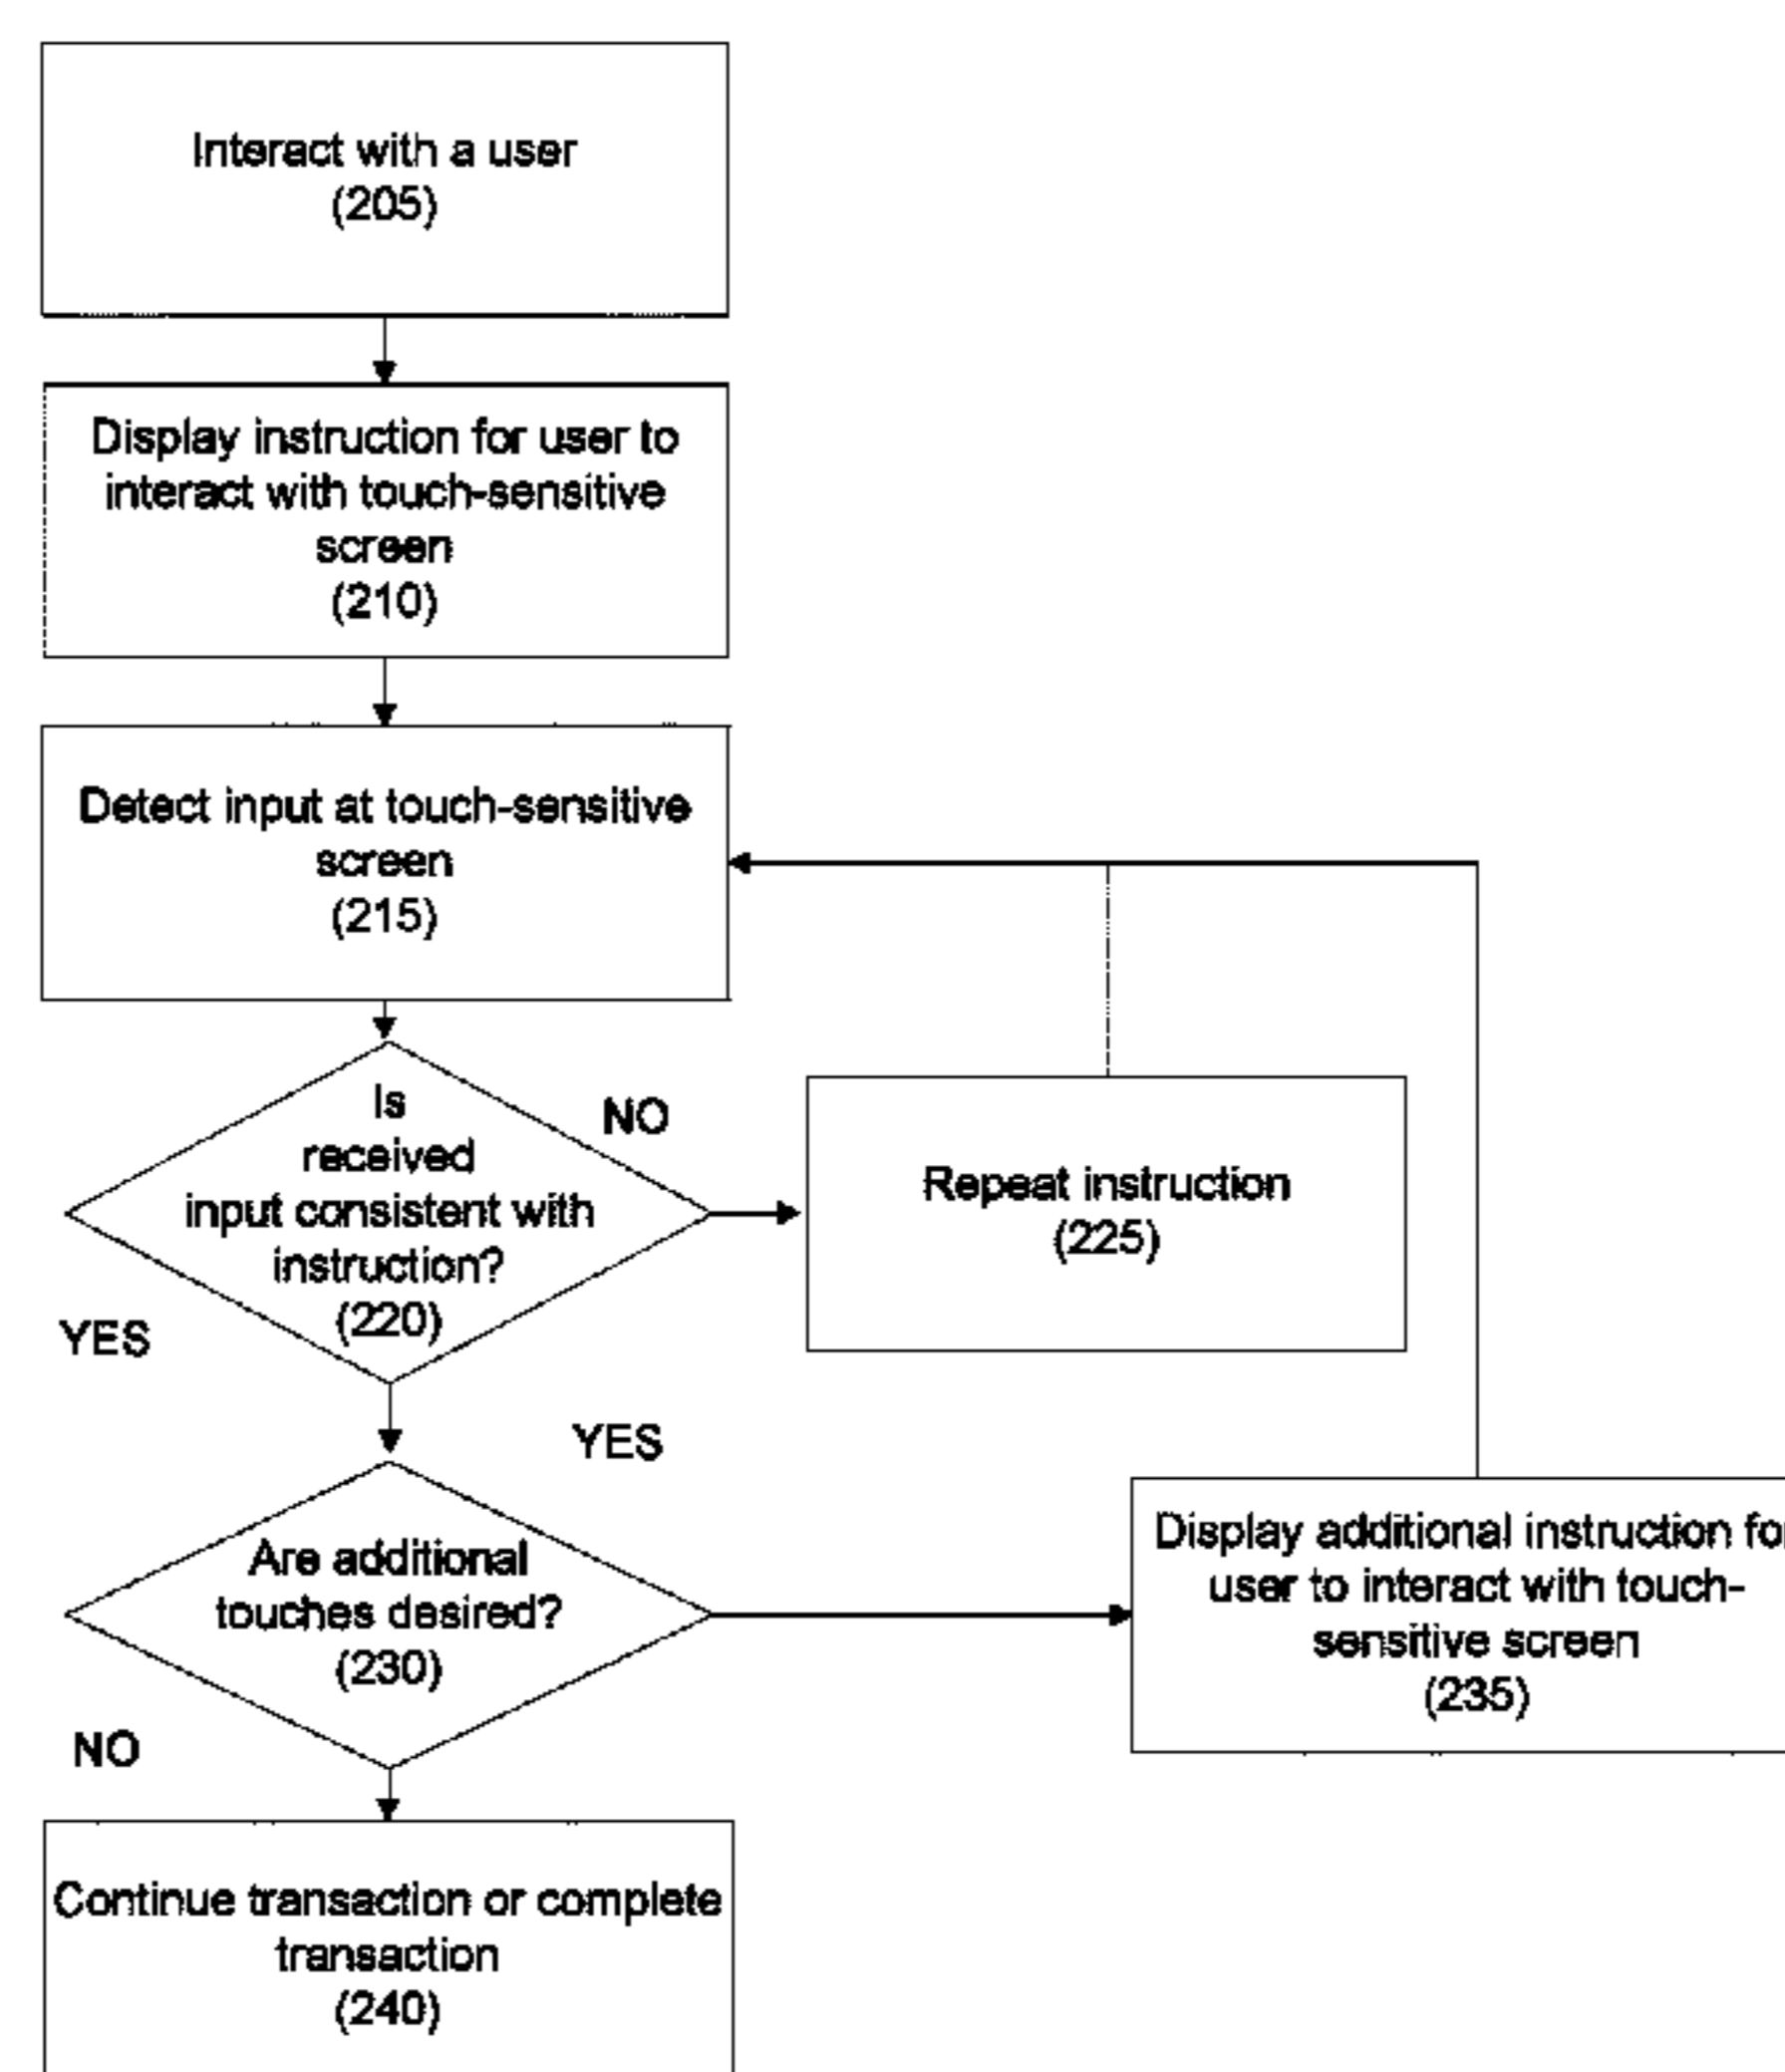 Interact with a user
(205)
Display instruction for user to
interact with touch-sensitive
screen
(210)
Detect input at touch-sensitive
screen
(215)
Is
received
input consistent with
instruction?
(220)
NO
YES
Repeat instruction
(225)
Are additional
touches desired?
(230)
YES
NO
Display additional instruction for
user to interact with touch-
sensitive screen
(235)
Continue transaction or complete
transaction
(240)